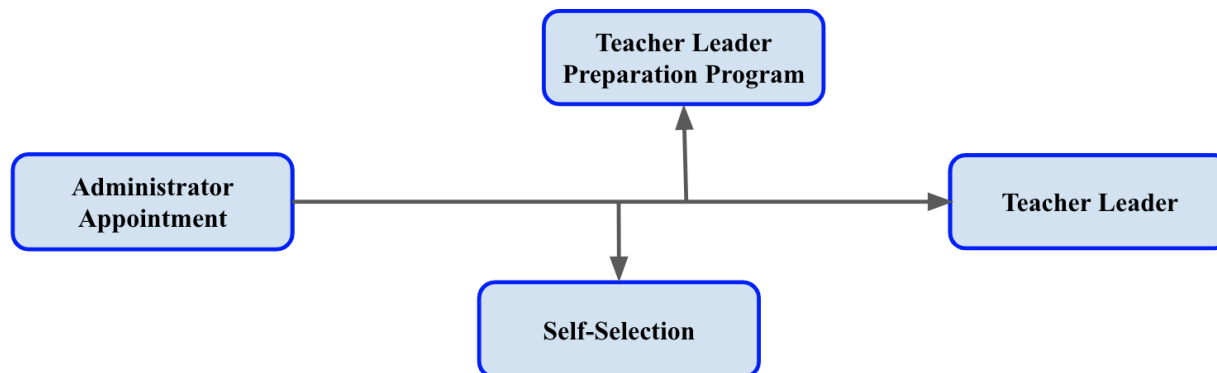 Teacher Leader
Preparation Program
Administrator
Appointment
Teacher Leader
Self-Selection